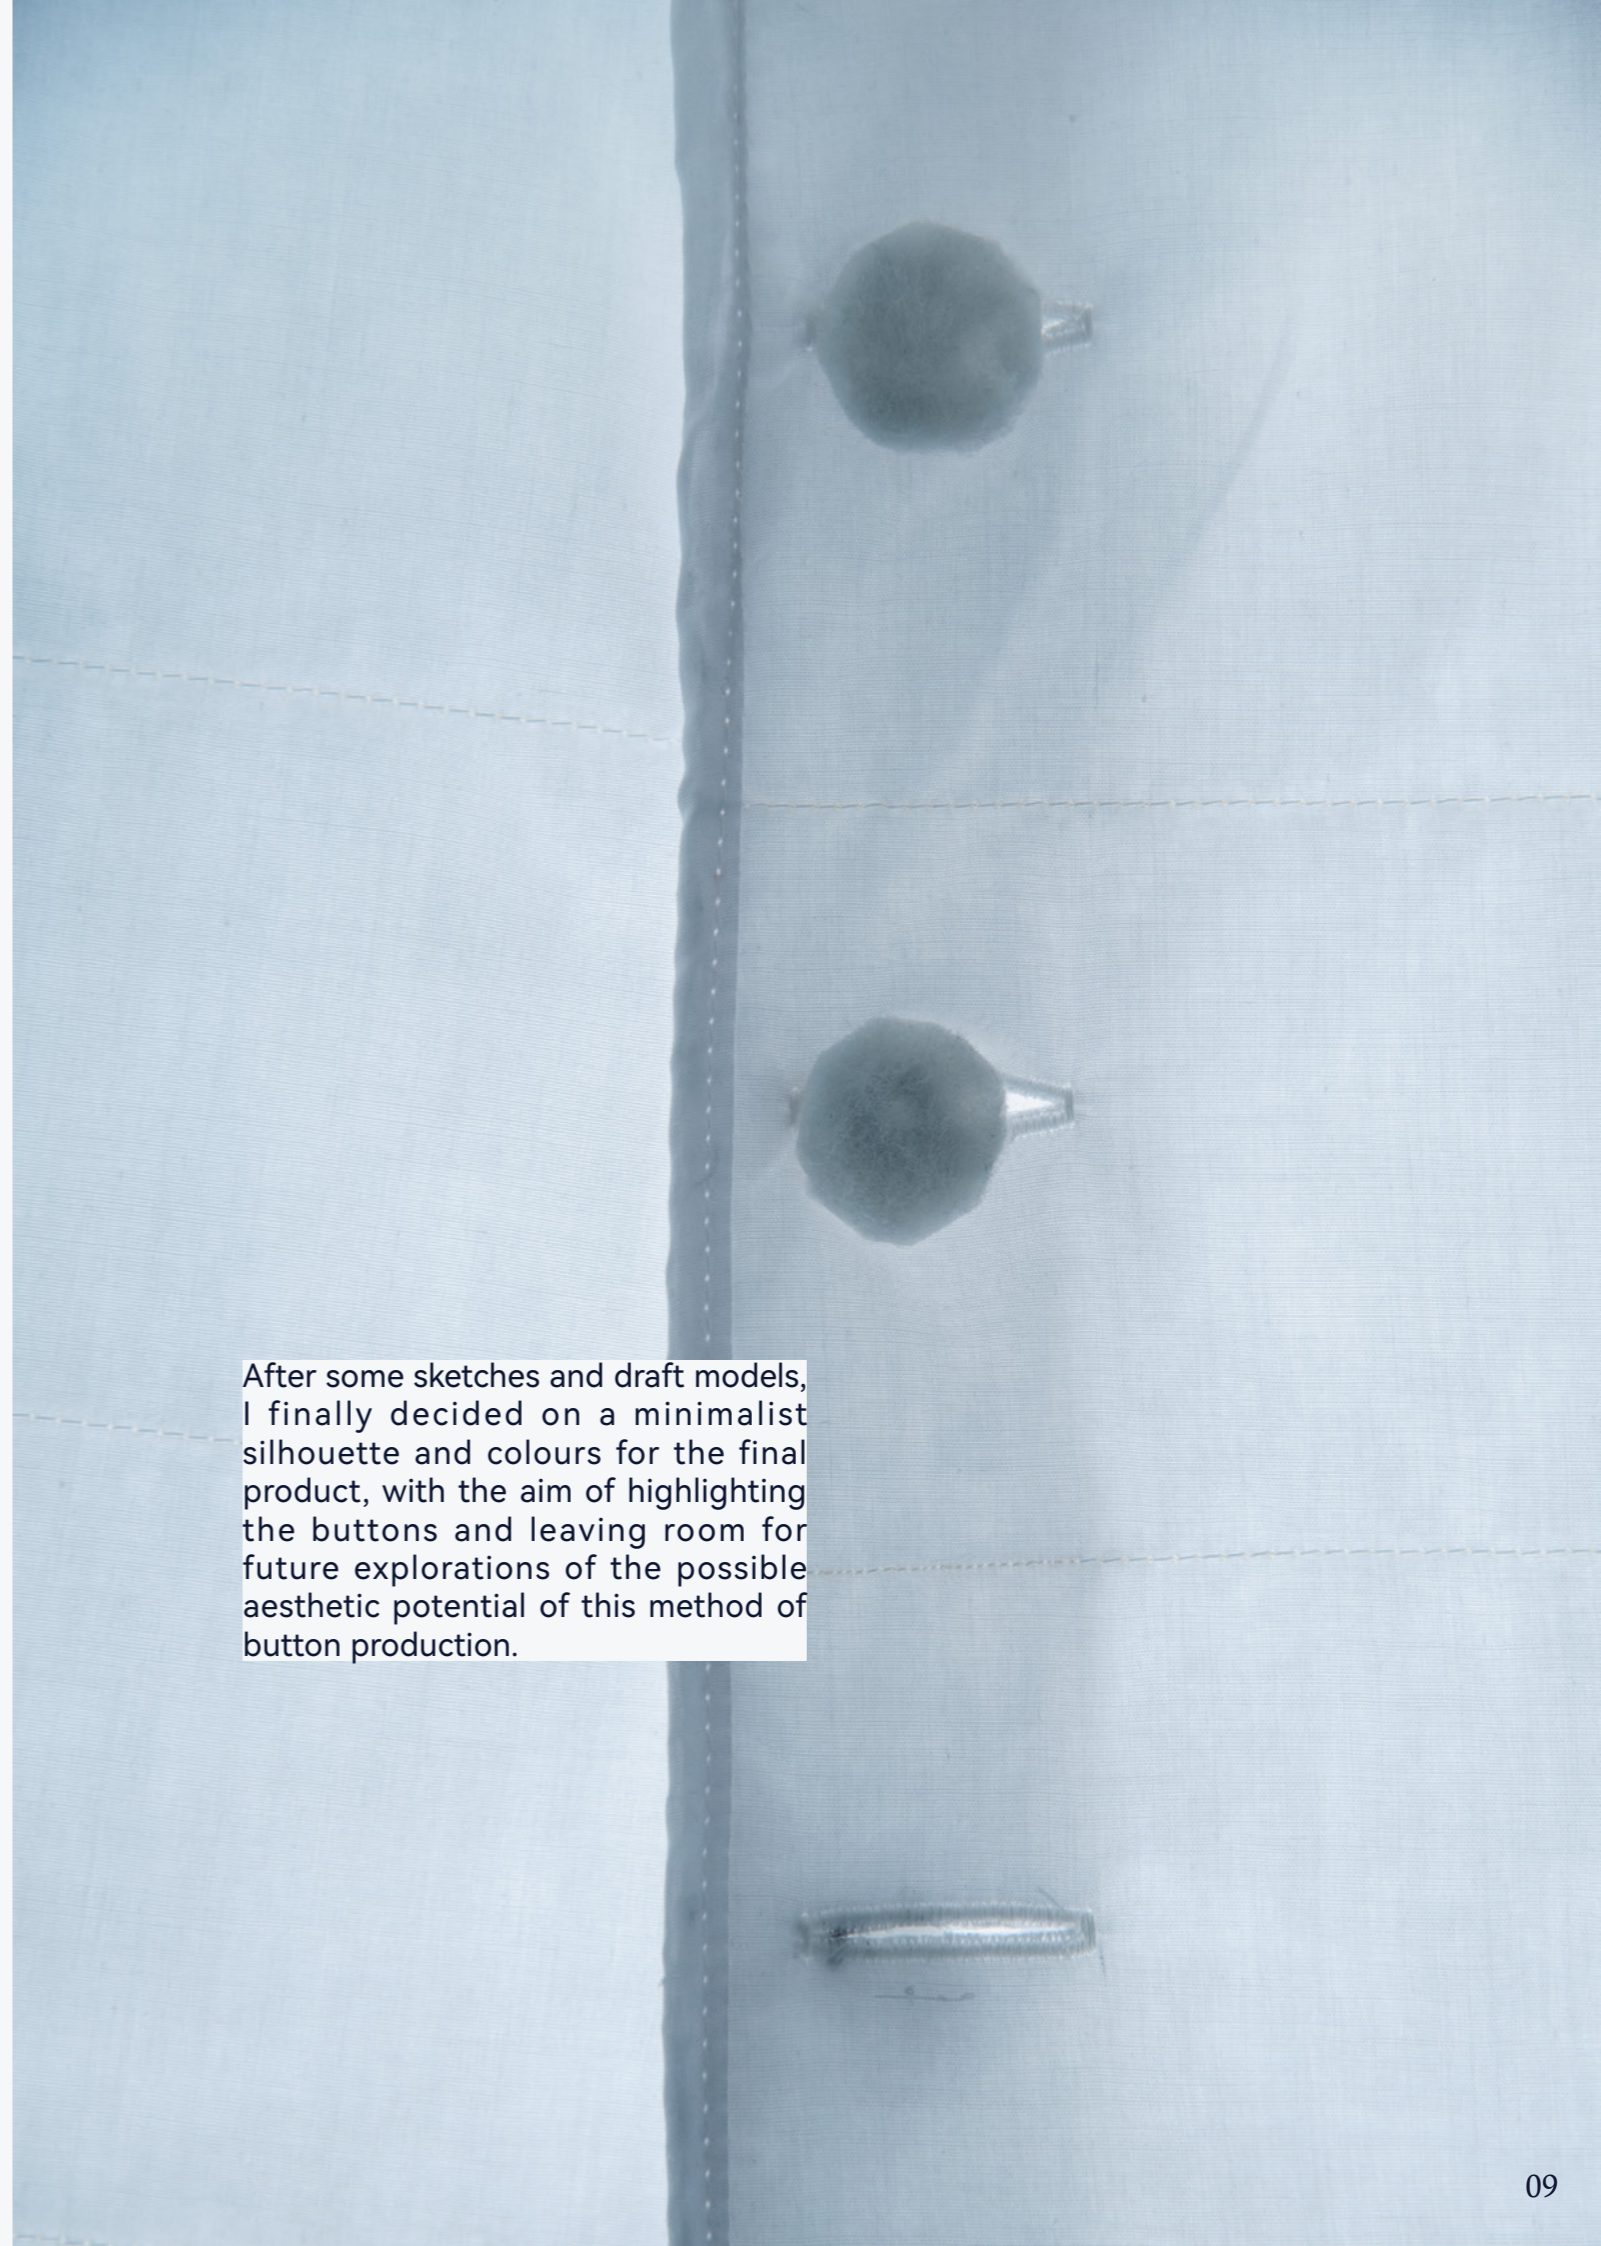 After some sketches and draft models,
I finally decided on a minimalist
silhouette and colours for the final
product, with the aim of highlighting
the buttons and leaving room for
future explorations of the possible
aesthetic potential of this method of
button production.
09